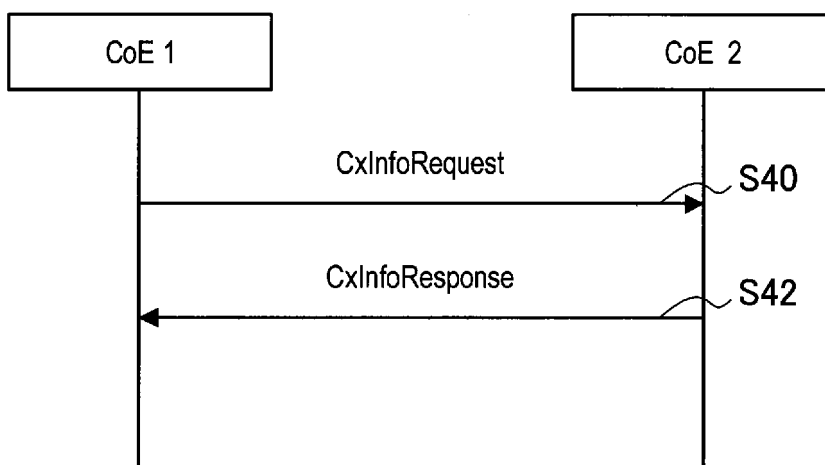 CoE 1
CoE 2
CxInfoRequest
S40
CxInfoResponse
S42